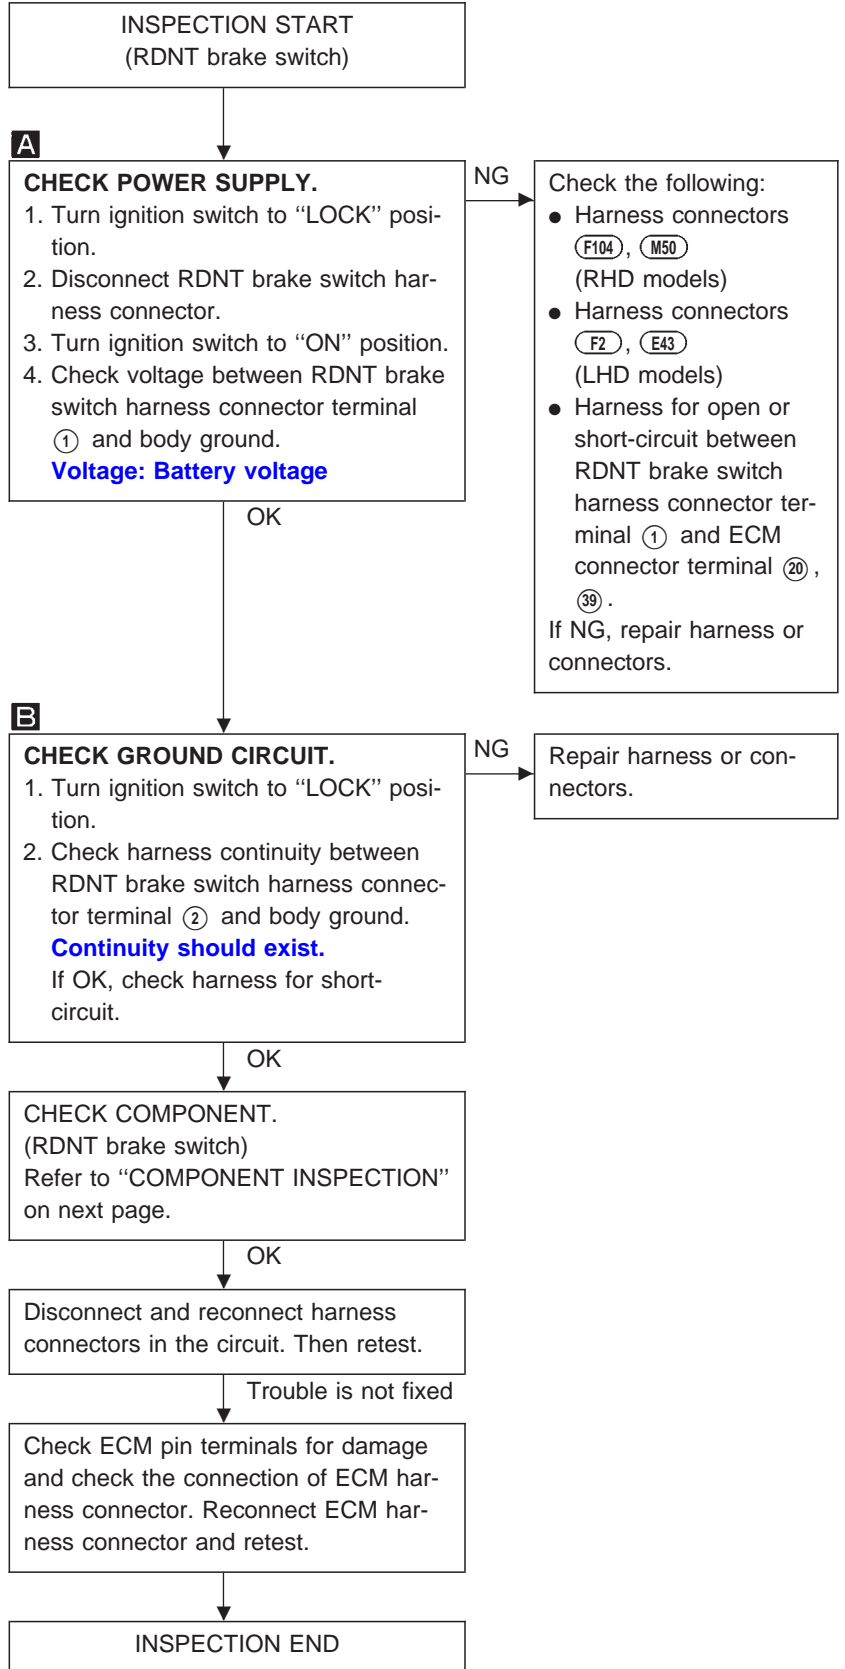 INSPECTION START
(RDNT brake switch)
A
CHECK POWER SUPPLY.
1. Turn ignition switch to ‘‘LOCK’’ posi-
tion.
2. Disconnect RDNT brake switch har-
ness connector.
3. Turn ignition switch to ‘‘ON’’ position.
4. Check voltage between RDNT brake
switch harness connector terminal
① and body ground.
Voltage: Battery voltage
NG
Check the following:
● Harness connectors
F104, M50
(RHD models)
● Harness connectors
F2, E43
(LHD models)
● Harness for open or
short-circuit between
RDNT brake switch
harness connector ter-
minal ① and ECM
connector terminal ⑳,
㊴.
If NG, repair harness or
connectors.
OK
B
CHECK GROUND CIRCUIT.
1. Turn ignition switch to ‘‘LOCK’’ posi-
tion.
2. Check harness continuity between
RDNT brake switch harness connec-
tor terminal ② and body ground.
Continuity should exist.
If OK, check harness for short-
circuit.
NG
Repair harness or con-
nectors.
OK
CHECK COMPONENT.
(RDNT brake switch)
Refer to ‘‘COMPONENT INSPECTION’’
on next page.
OK
Disconnect and reconnect harness
connectors in the circuit. Then retest.
Trouble is not fixed
Check ECM pin terminals for damage
and check the connection of ECM har-
ness connector. Reconnect ECM har-
ness connector and retest.
INSPECTION END